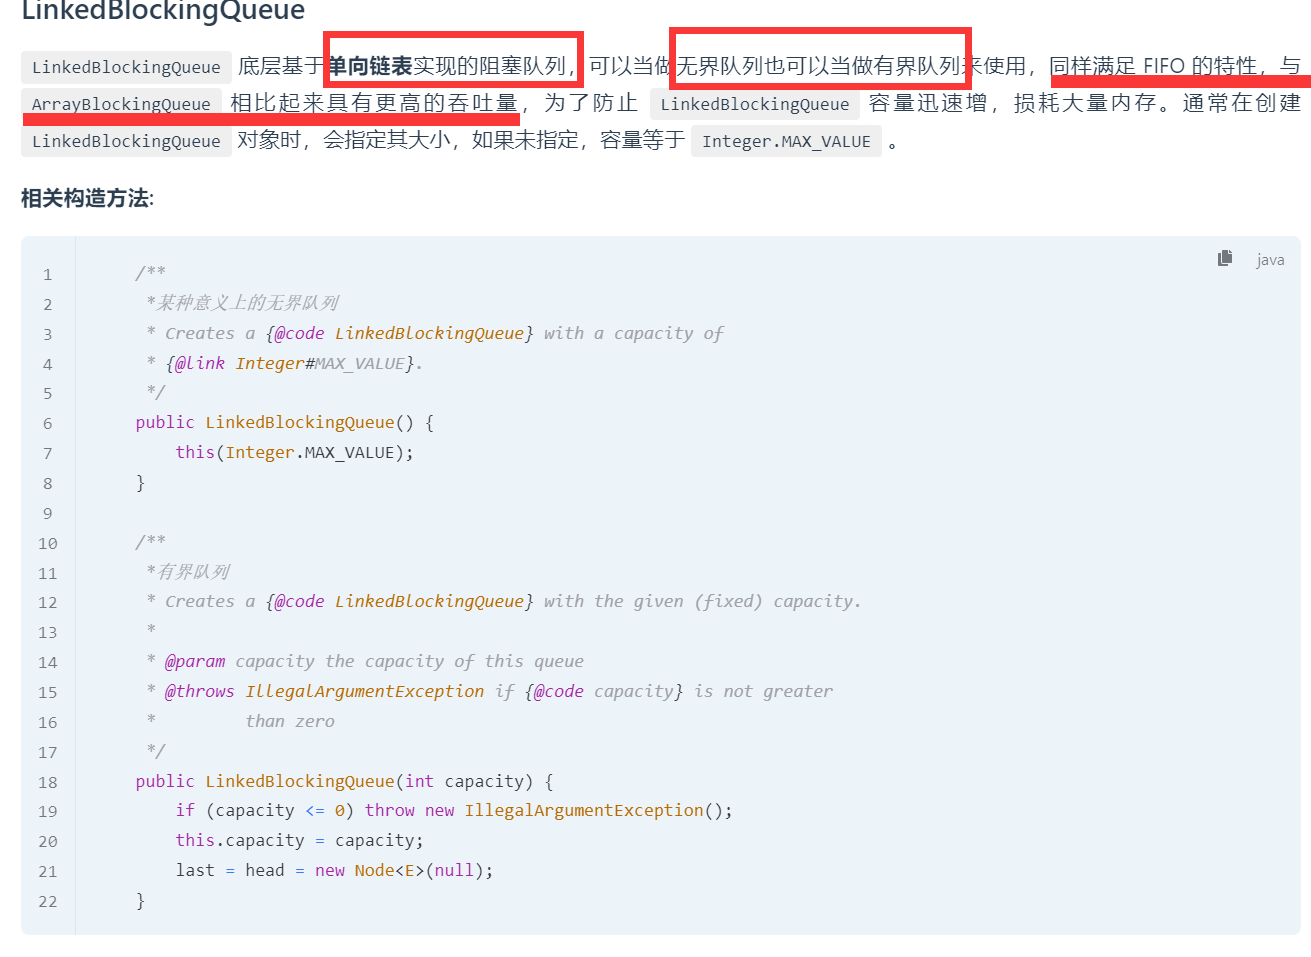 LinkedBlockingQueue
LinkedBlockingQueue 底层基于单向链表实现的阻塞队列，可以当做无界队列也可以当做有界队列来使用，同样满足 FIFO 的特性，与
ArrayBlockingQueue 相比起来具有更高的吞吐量，为了防止 LinkedBlockingQueue 容量迅速增，损耗大量内存。通常在创建
LinkedBlockingQueue 对象时，会指定其大小，如果未指定，容量等于 Integer.MAX_VALUE 。
相关构造方法:
java
1 /**
2 *某种意义上的无界队列
3 * Creates a {@code LinkedBlockingQueue} with a capacity of
4 * {@link Integer#MAX_VALUE}.
5 */
6 public LinkedBlockingQueue() {
7 this(Integer.MAX_VALUE);
8 }
9
10 /**
11 *有界队列
12 * Creates a {@code LinkedBlockingQueue} with the given (fixed) capacity.
13 *
14 * @param capacity the capacity of this queue
15 * @throws IllegalArgumentException if {@code capacity} is not greater
16 * than zero
17 */
18 public LinkedBlockingQueue(int capacity) {
19 if (capacity <= 0) throw new IllegalArgumentException();
20 this.capacity = capacity;
21 last = head = new Node<E>(null);
22 }